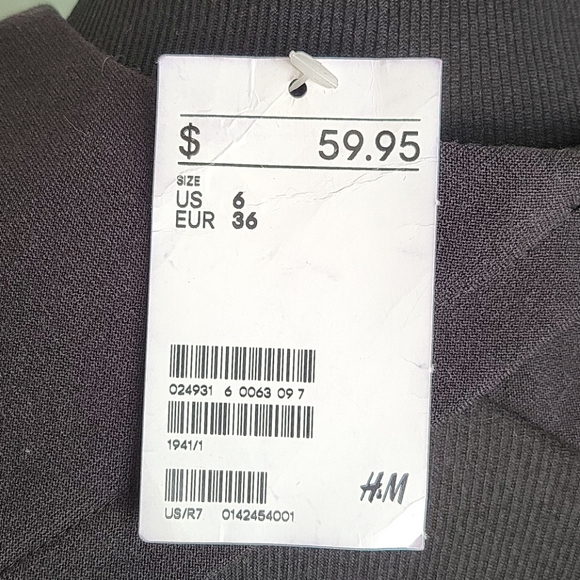 $ 59.95
SIZE
US 6
EUR 36
024931 6 0063 09 7
1941/1
H&M
US/R7 0142454001